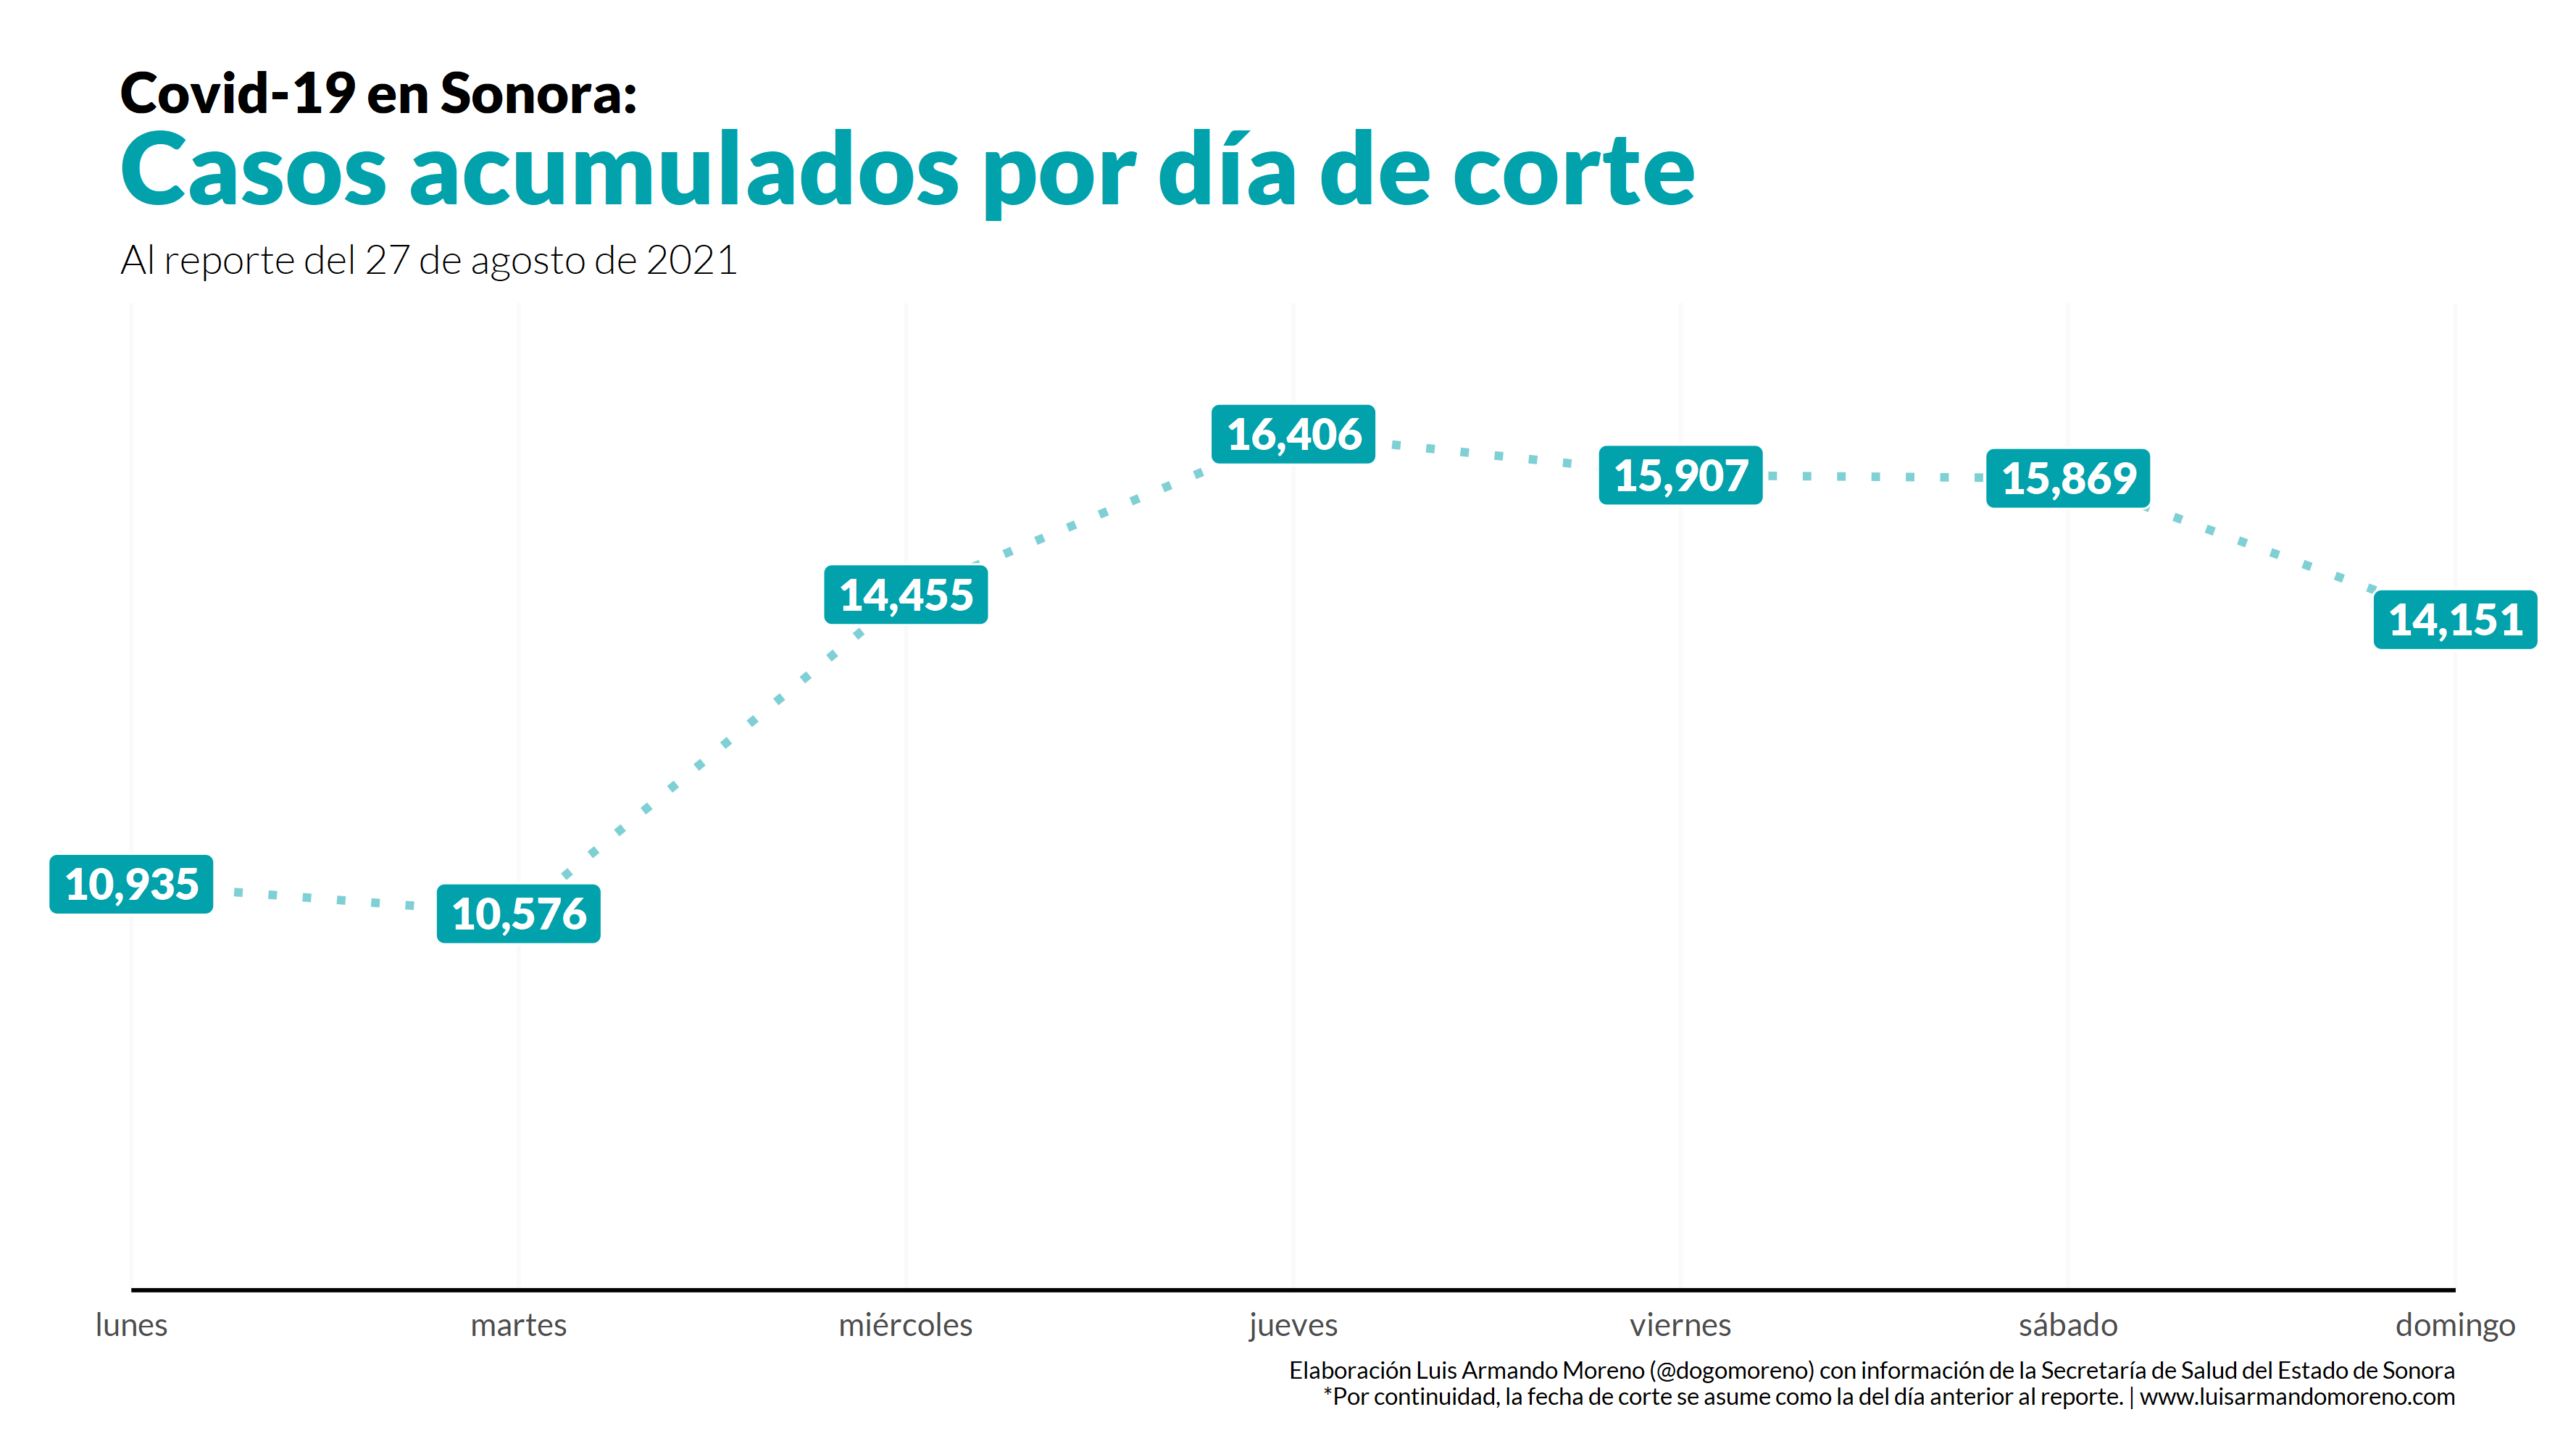 Covid-19 en Sonora:
Casos acumulados por día de corte
Al reporte del 27 de agosto de 2021
16,406
15,907
15,869
14,455
14,151
10,935
10,576
lunes martes miércoles jueves viernes sábado domingo
Elaboración Luis Armando Moreno (@dogomoreno) con información de la Secretaría de Salud del Estado de Sonora
*Por continuidad, la fecha de corte se asume como la del día anterior al reporte. | www.luisarmandomoreno.com